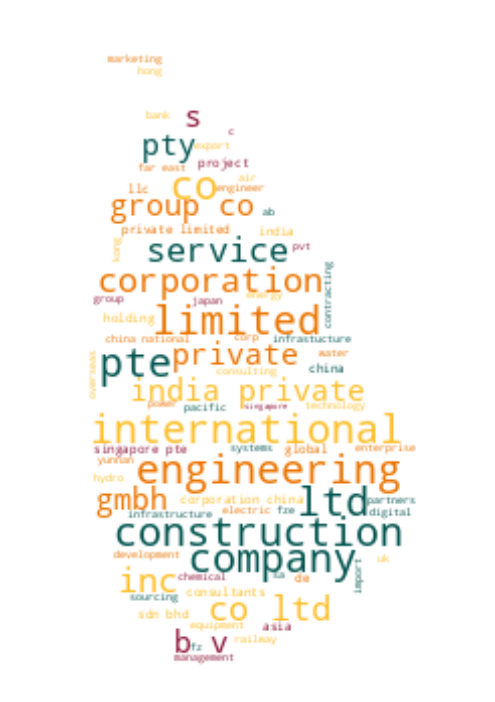 marketing
hong
bank s
c
pty export
far east project
air
llc co engineer
group co ab
private limited india
kong service pvt
corporation contracting
group japan energy
holding limited
china national corp infrastucture
pte private water
overseas consulting china
india private
power pacific singapore technology
international
singapore pte systems global enterprise
yunnan engineering
hydro
gmbh corporation china ltd partners
infrastructure electric fze digital
construction
development company uk
inc chemical sa de import
sourcing consultants
sdn bhd co ltd
equipment asia
b v fz railway
management